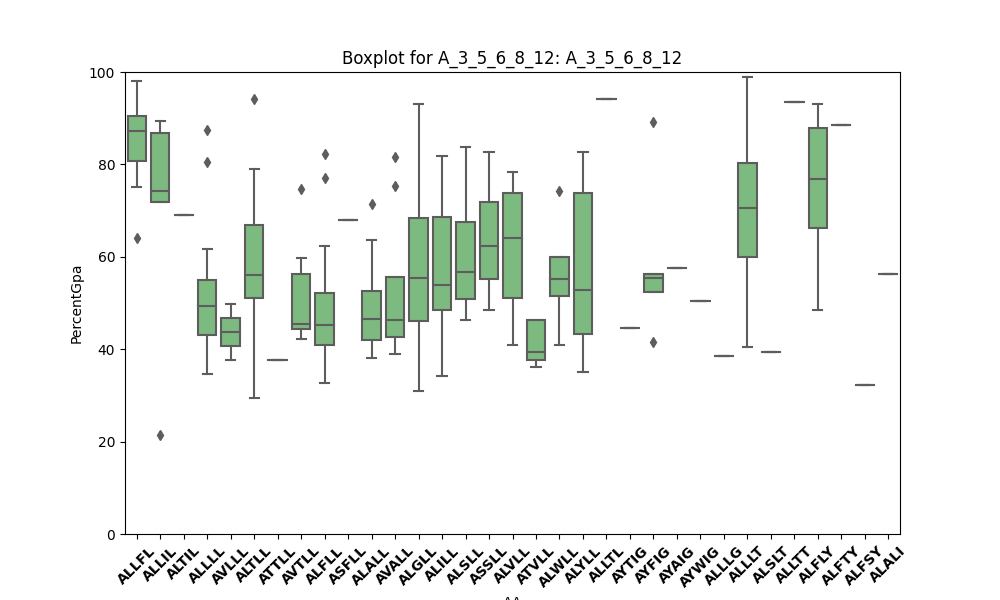 Boxplot for A_3_5_6_8_12: A_3_5_6_8_12
PercentGpa
100
80
60
40
20
0
ALLFL ALLIL ALTIL ALLLL AVLLL ALTLL ATTLL AVTLL ALFLL ASFLL ALALL AVALL ALGLL ALILL ALSLL ASSLL ALVLL ATVLL ALWLL ALYLL ALLTL AYTIG AYFIG AYAIG AYWIG ALLLG ALLLT ALSLT ALLTT ALFLY ALFTY ALFSY ALALI